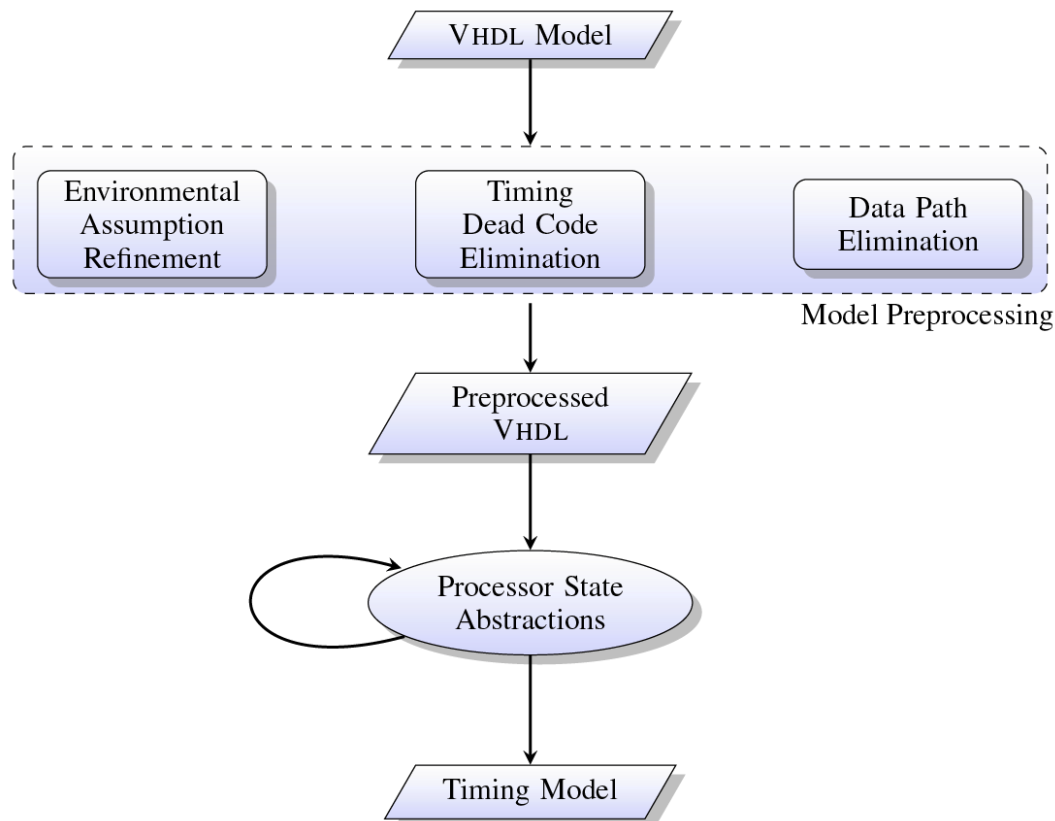 VHDL Model
Environmental
Assumption
Refinement
Timing
Dead Code
Elimination
Data Path
Elimination
Model Preprocessing
Preprocessed
VHDL
Processor State
Abstractions
Timing Model